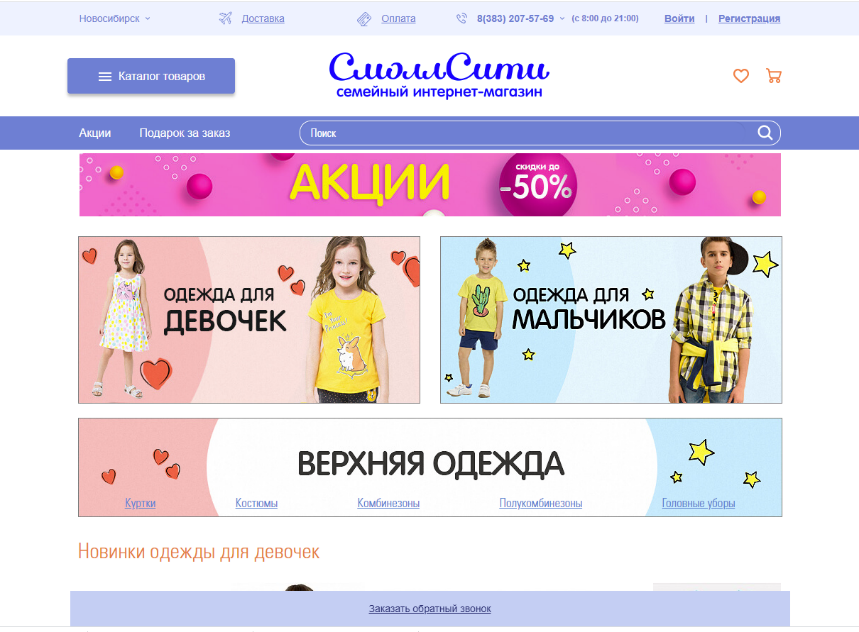 Новосибирск
Доставка
Оплата
8(383) 207-57-69
(с 8:00 до 21:00)
Войти | Регистрация
Каталог товаров
СмоллСити
семейный интернет-магазин
Акции
Подарок за заказ
Поиск
АКЦИИ
скидки до
-50%
ОДЕЖДА ДЛЯ
ДЕВОЧЕК
ОДЕЖДА ДЛЯ
МАЛЬЧИКОВ
ВЕРХНЯЯ ОДЕЖДА
Куртки
Костюмы
Комбинезоны
Полукомбинезоны
Головные уборы
Новинки одежды для девочек
Заказать обратный звонок